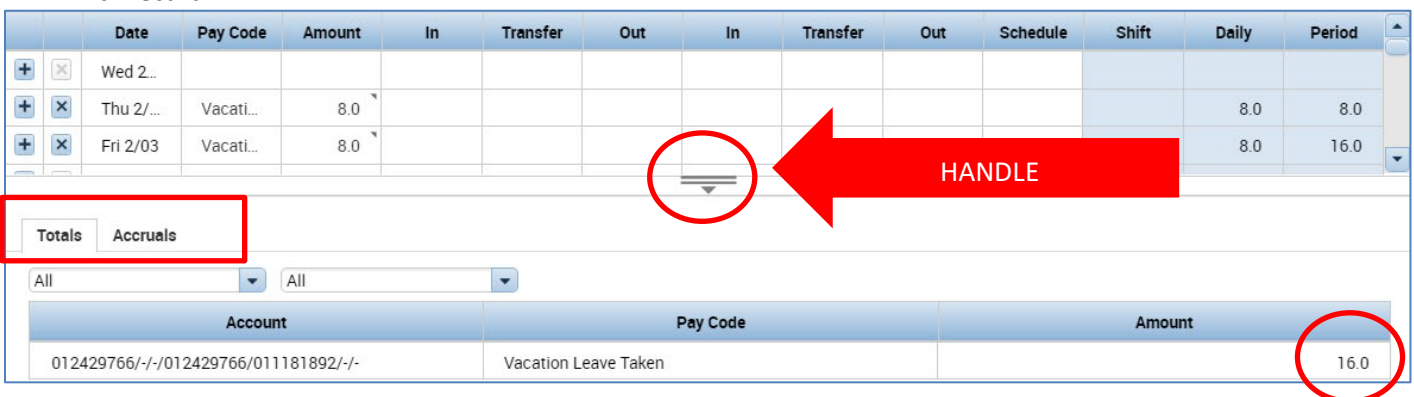 Date Pay Code Amount In Transfer Out In Transfer Out Schedule Shift Daily Period
Wed 2...
Thu 2/... Vacati... 8.0 8.0 8.0
Fri 2/03 Vacati... 8.0 8.0 16.0
HANDLE
Totals Accruals
All All
Account Pay Code Amount
012429766/-/-/012429766/011181892/-/- Vacation Leave Taken 16.0